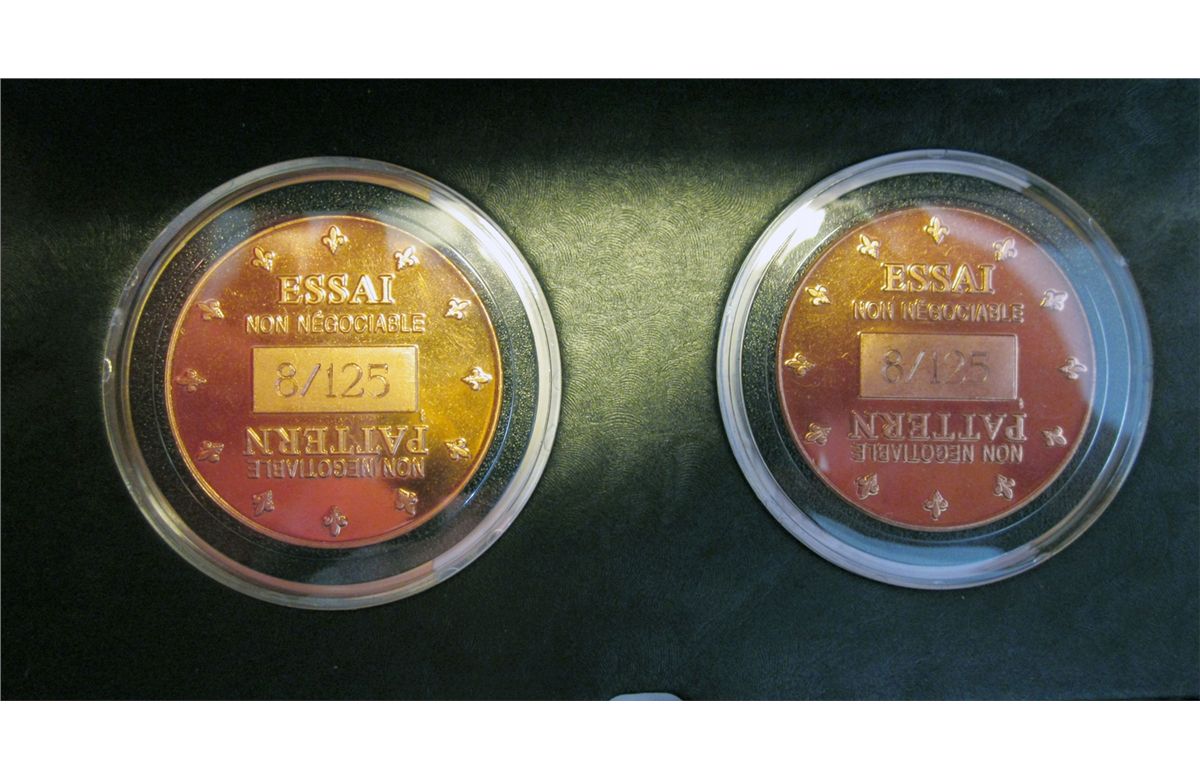 ESSAI
NON NÉGOCIABLE
8/125
PATTERN
NON NEGOTIABLE
ESSAI
NON NÉGOCIABLE
8/125
PATTERN
NON NEGOTIABLE